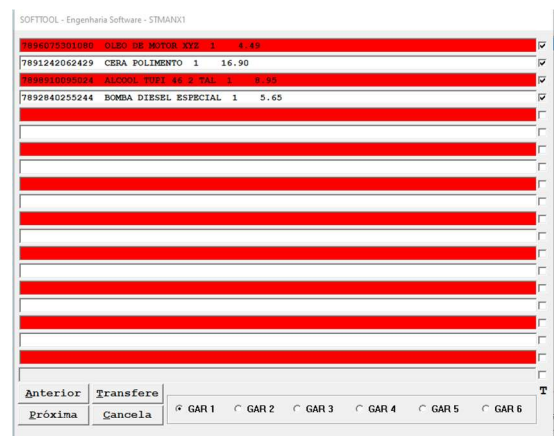 SOFTTOOL - Engenharia Software - STMANX1
7896075301080 OLEO DE MOTOR XYZ 1 4.49
7891242062429 CERA POLIMENTO 1 16.90
7898910095024 ALCOOL TUPI 46 2 TAL 1 8.95
7892840255244 BOMBA DIESEL ESPECIAL 1 5.65
T
Anterior Transfere
Próxima Cancela
GAR 1 GAR 2 GAR 3 GAR 4 GAR 5 GAR 6